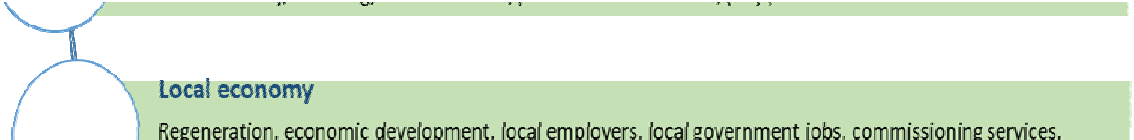 Local economy
Regeneration, economic development, local employers, local government jobs, commissioning services,